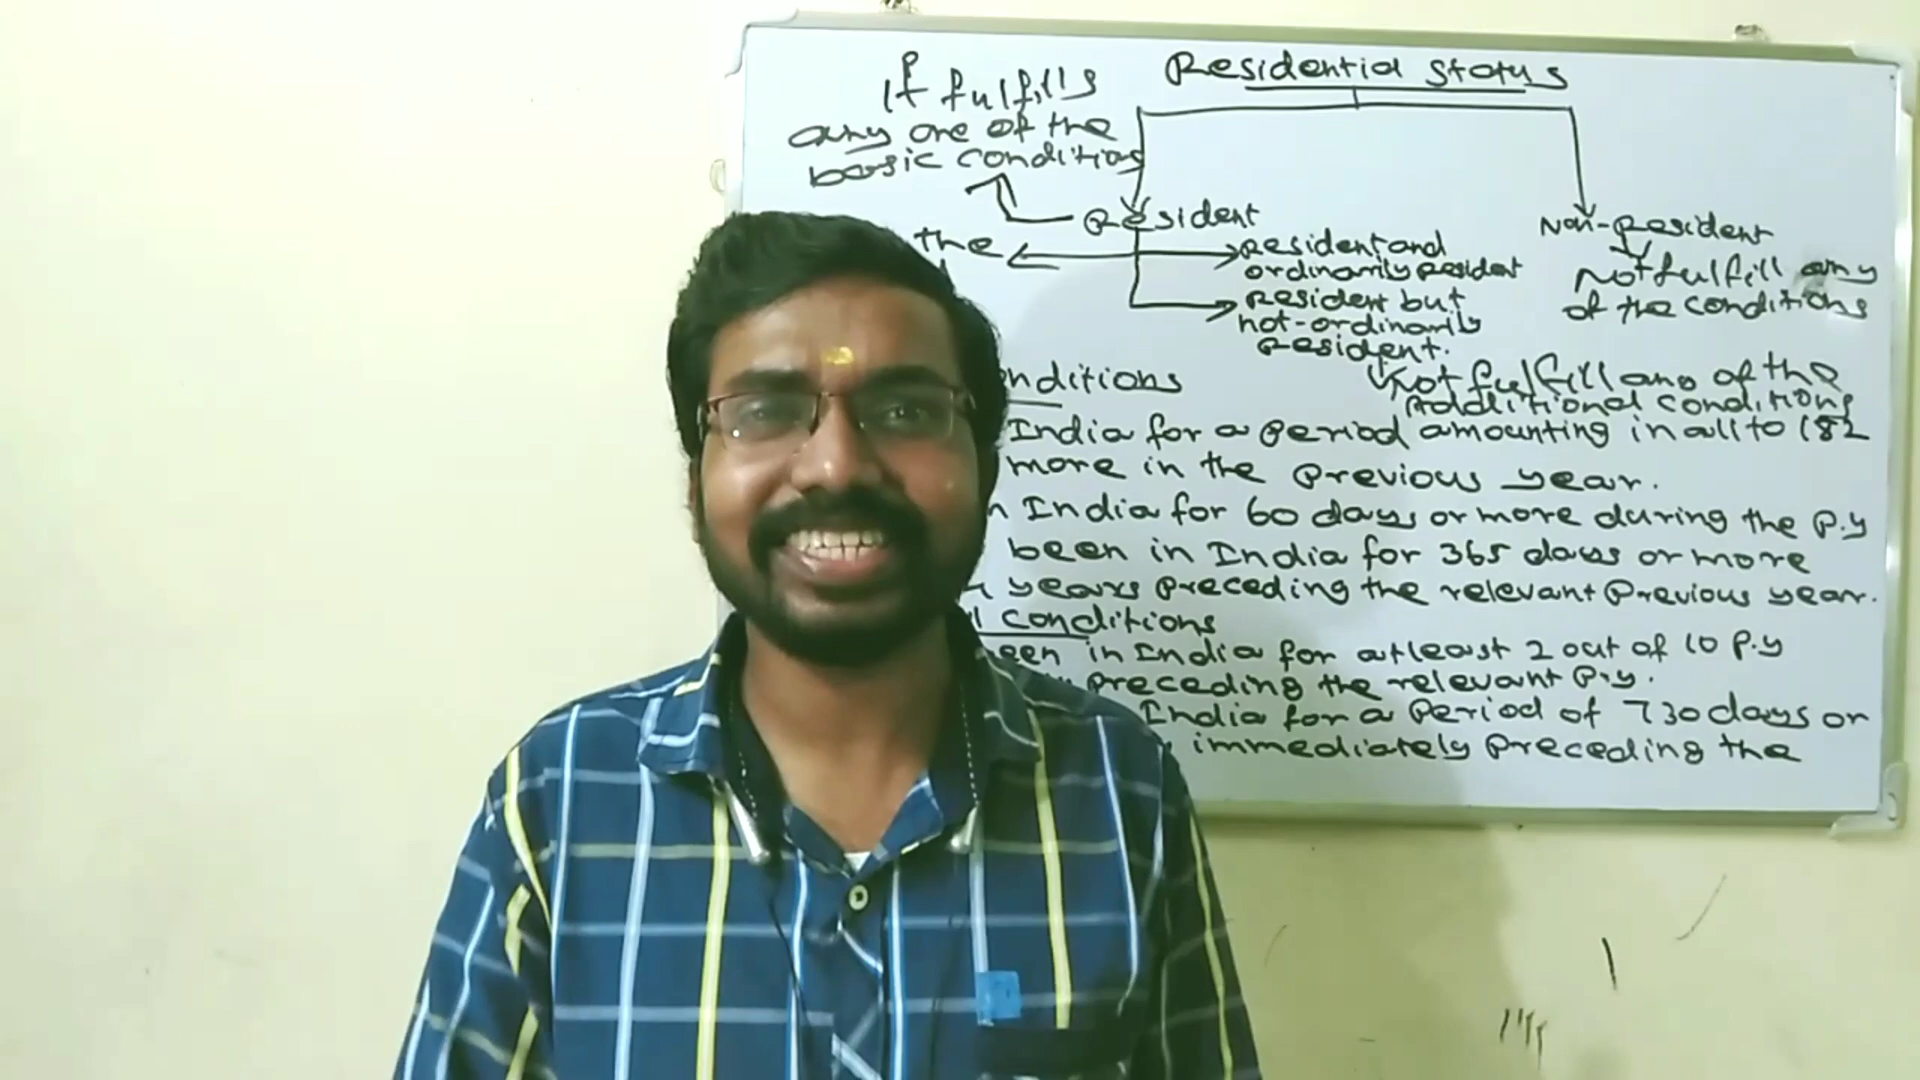 Residential status
If fulfills
any one of the
basic conditions
Resident
Non-Resident
the
Resident and
ordinarily resident
Not fulfill any
of the conditions
Resident but
not-ordinarily
Resident.
Not fulfill any of the
Additional conditions
nditions
India for a period amounting in all to 182
more in the previous year.
n India for 60 days or more during the P.y
been in India for 365 days or more
years preceding the relevant previous year.
l conditions
een in India for atleast 2 out of 10 P.y
preceding the relevant P.y.
India for a period of 730 days or
immediately preceding the